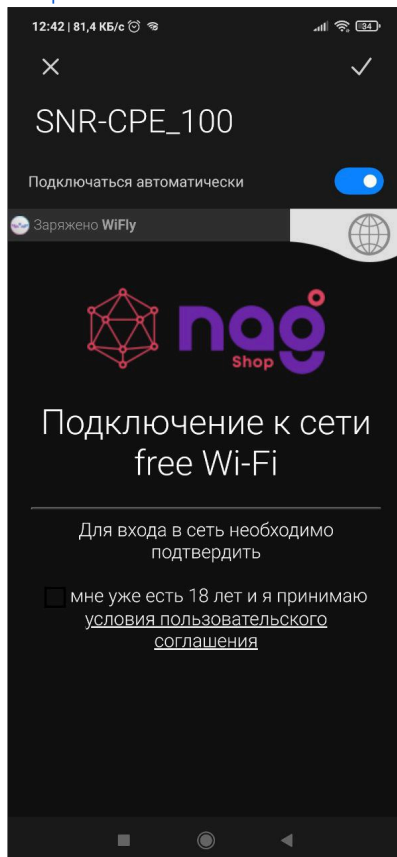 12:42 | 81,4 КБ/с
34
SNR-CPE_100
Подключаться автоматически
Заряжено WiFly
nag
Shop
Подключение к сети
free Wi-Fi
Для входа в сеть необходимо
подтвердить
мне уже есть 18 лет и я принимаю
условия пользовательского
соглашения